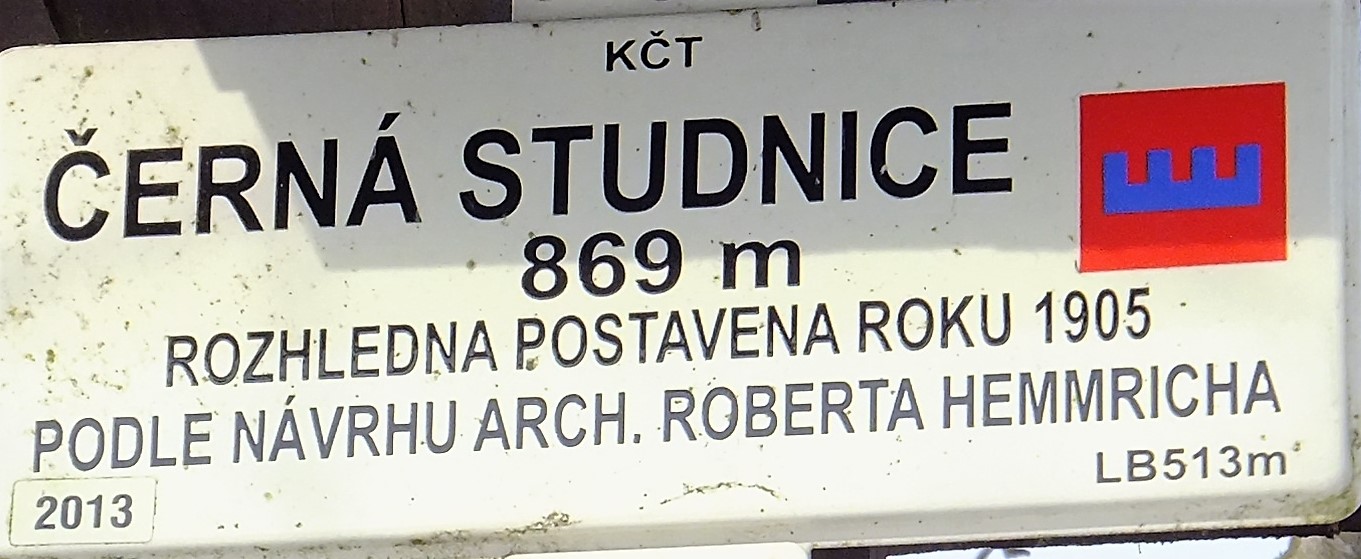 KČT
ČERNÁ STUDNICE
869 m
ROZHLEDNA POSTAVENA ROKU 1905
PODLE NÁVRHU ARCH. ROBERTA HEMMRICHA
LB513m
2013